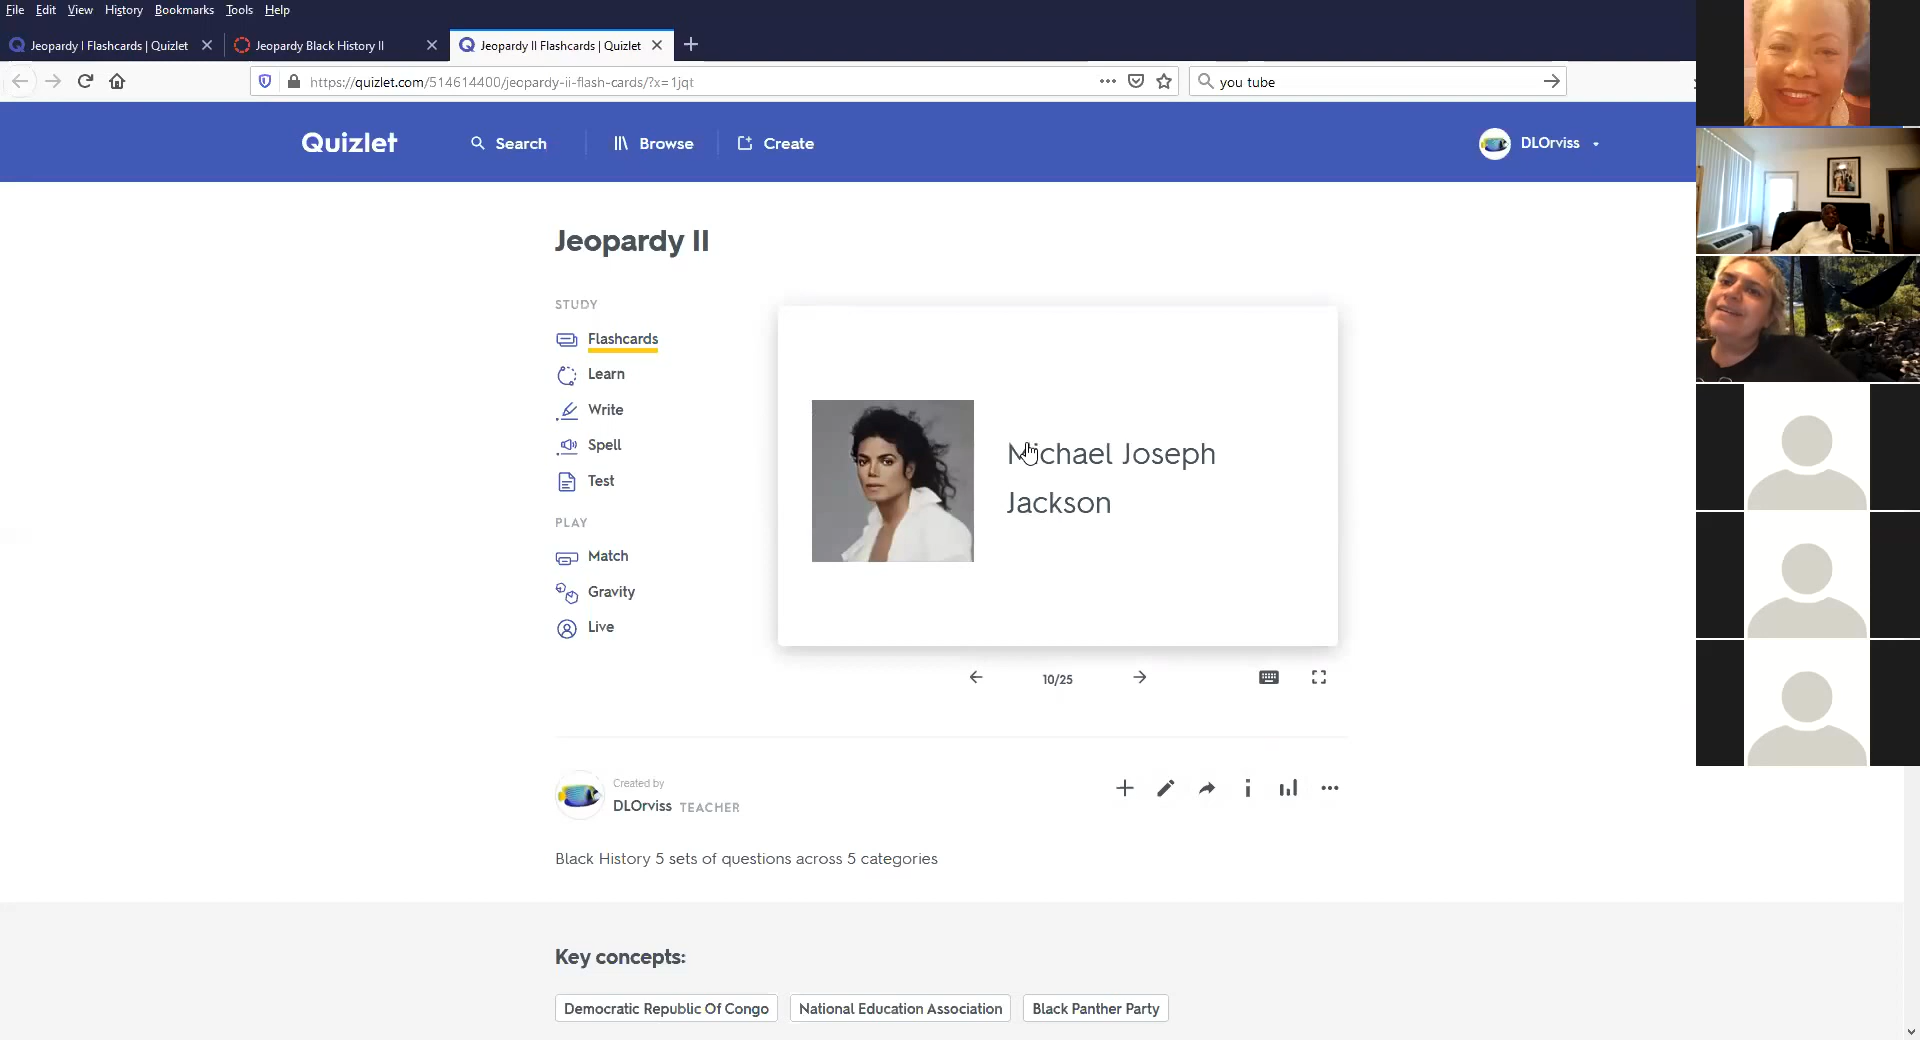 File Edit View History Bookmarks Tools Help
Jeopardy I Flashcards | Quizlet
Jeopardy Black History II
Jeopardy II Flashcards | Quizlet
https://quizlet.com/514614400/jeopardy-ii-flash-cards/?x=1jqt
you tube
Quizlet
Search
Browse
Create
DLOrviss
Jeopardy II
STUDY
Flashcards
Learn
Write
Spell
Test
PLAY
Match
Gravity
Live
Michael Joseph
Jackson
10/25
Created by
DLOrviss TEACHER
Black History 5 sets of questions across 5 categories
Key concepts:
Democratic Republic Of Congo
National Education Association
Black Panther Party